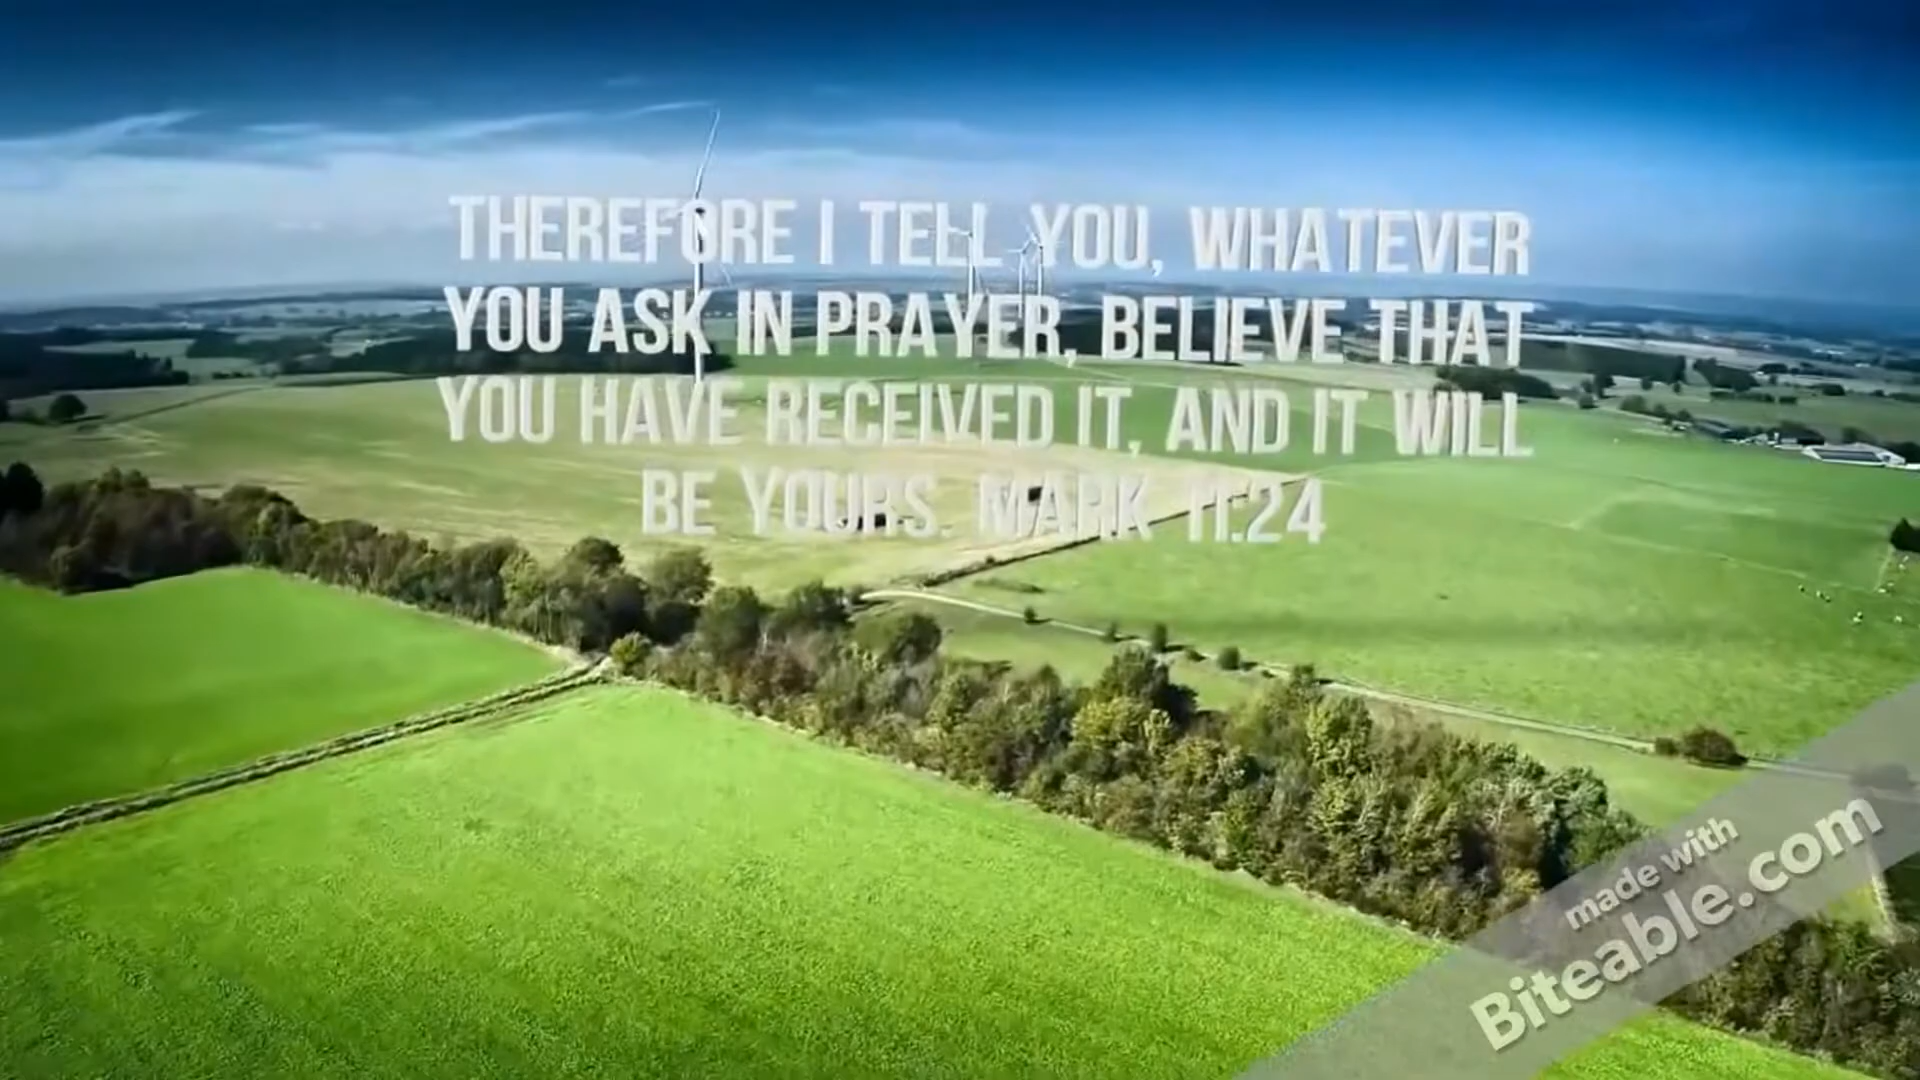 THEREFORE I TELL YOU, WHATEVER
YOU ASK IN PRAYER, BELIEVE THAT
YOU HAVE RECEIVED IT, AND IT WILL
BE YOURS. MARK 11:24
made with
Biteable.com